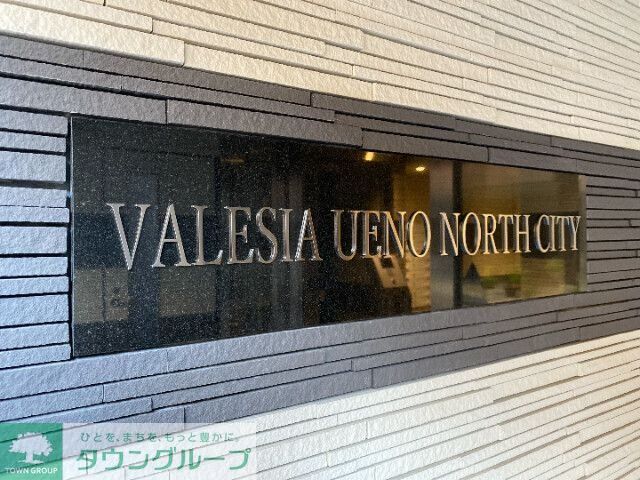 VALESIA UENO NORTH CITY
ひとを、まちを、もっと豊かに。
タウングループ
TOWN GROUP